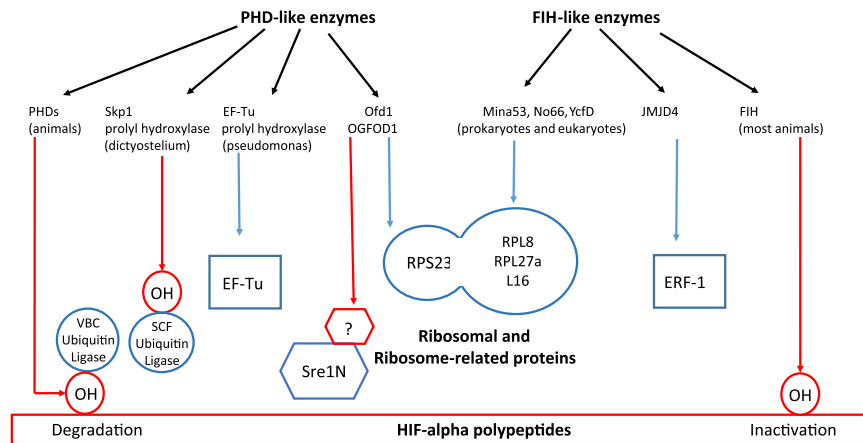 PHD-like enzymes
FIH-like enzymes
PHDs
(animals)
Skp1
prolyl hydroxylase
(dictyostelium)
EF-Tu
prolyl hydroxylase
(pseudomonas)
Ofd1
OGFOD1
Mina53, No66, YcfD
(prokaryotes and eukaryotes)
JMJD4
FIH
(most animals)
RPS23
RPL8
RPL27a
L16
EF-Tu
ERF-1
OH
VBC
Ubiquitin
Ligase
SCF
Ubiquitin
Ligase
?
Sre1N
Ribosomal and
Ribosome-related proteins
OH
OH
Degradation
HIF-alpha polypeptides
Inactivation